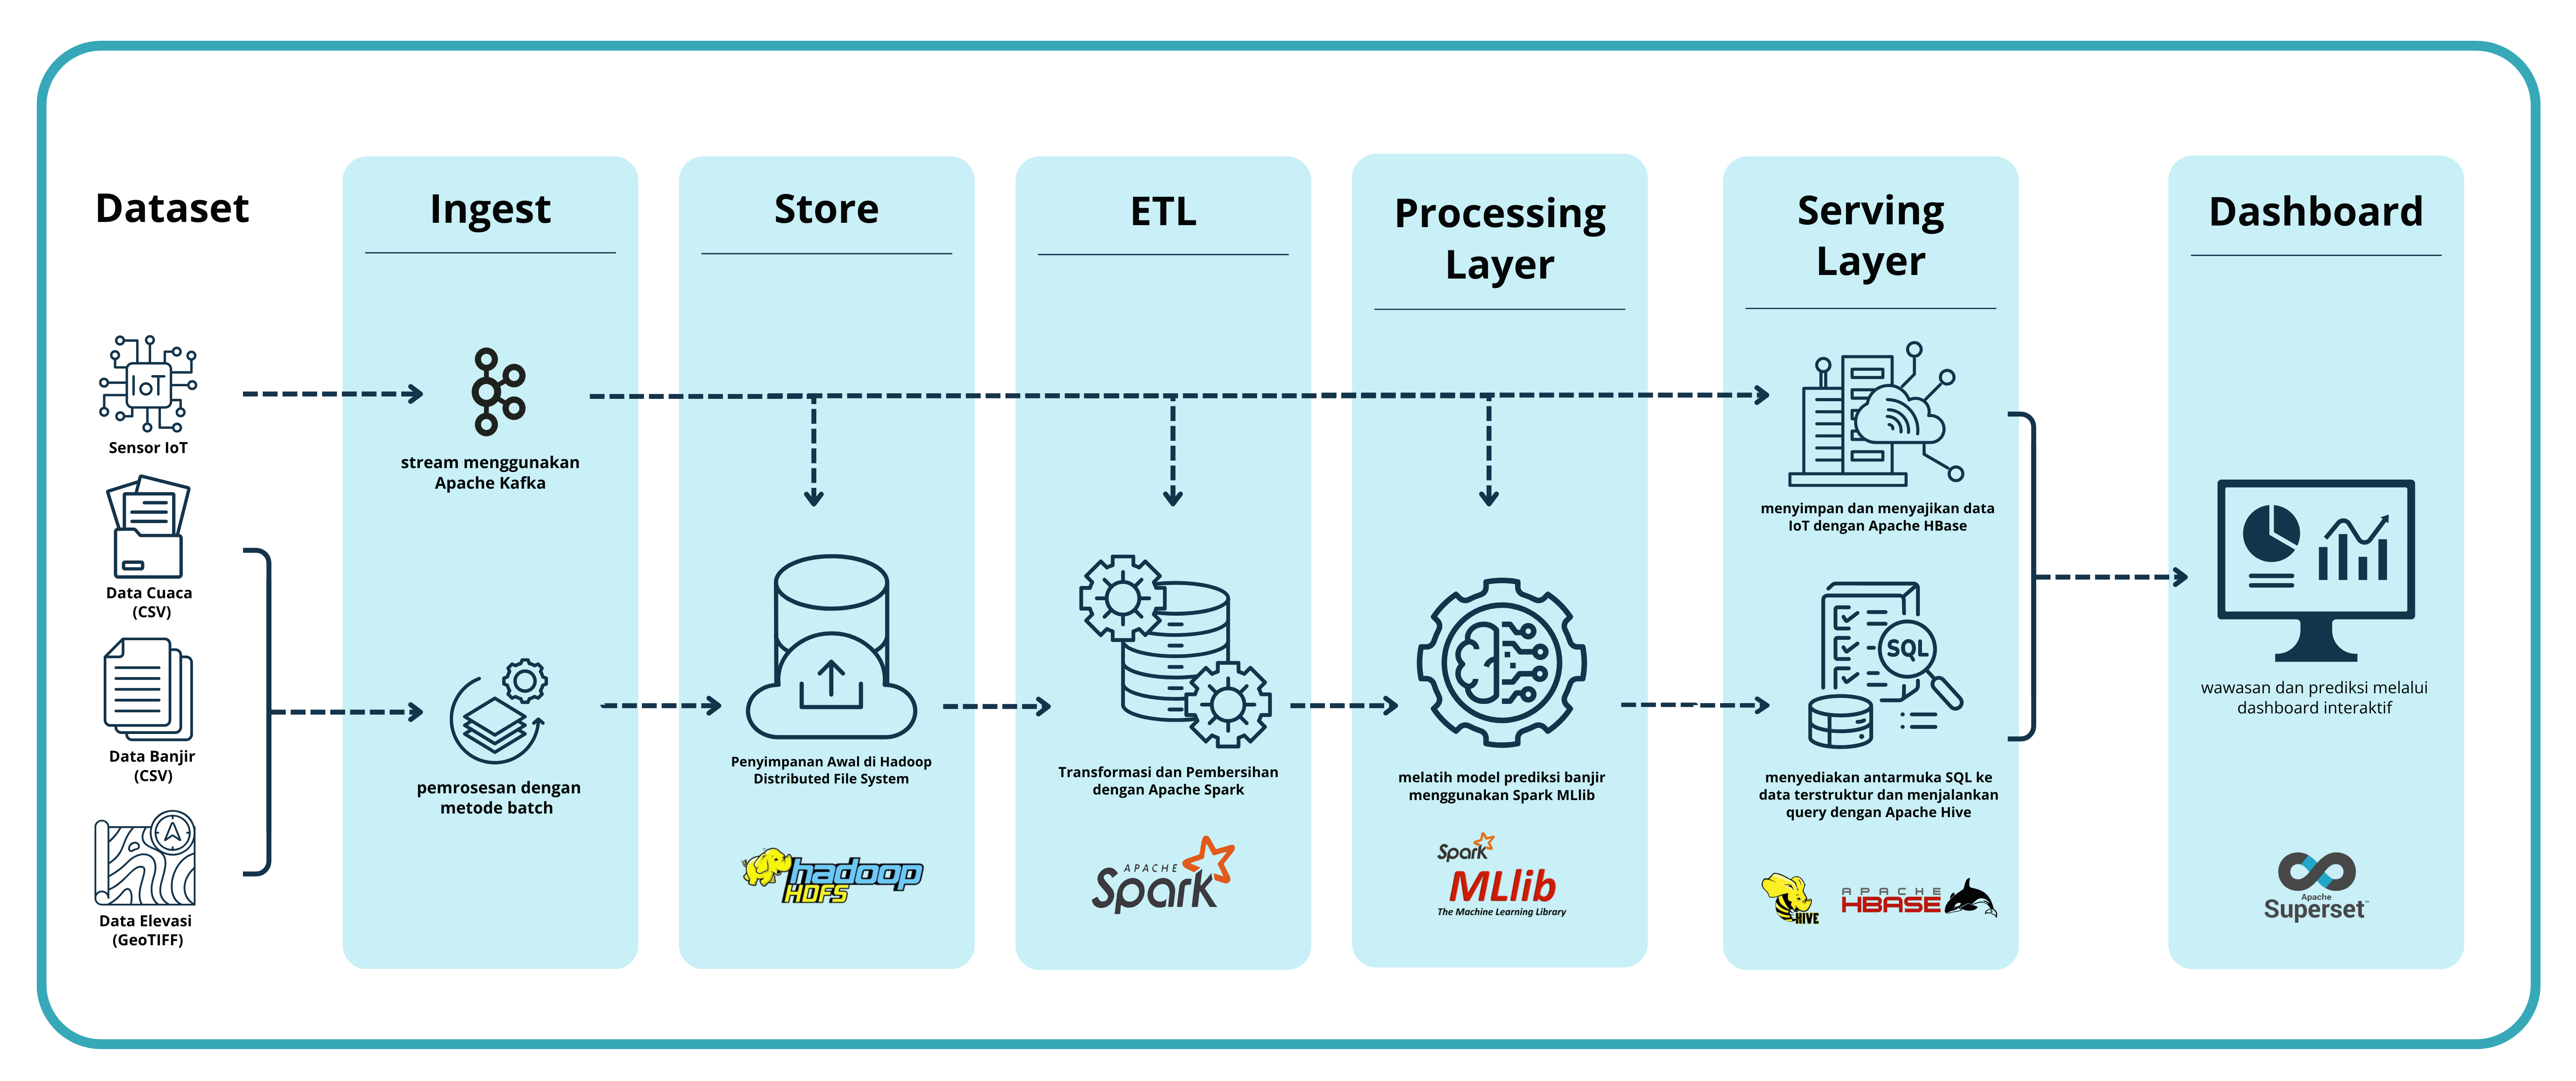 Dataset
Ingest
Store
ETL
Processing
Layer
Serving
Layer
Dashboard
IoT
Sensor IoT
Data Cuaca
(CSV)
Data Banjir
(CSV)
Data Elevasi
(GeoTIFF)
stream menggunakan
Apache Kafka
pemrosesan dengan
metode batch
Penyimpanan Awal di Hadoop
Distributed File System
hadoop
HDFS
Transformasi dan Pembersihan
dengan Apache Spark
APACHE
Spark
melatih model prediksi banjir
menggunakan Spark MLlib
Spark
MLlib
The Machine Learning Library
menyimpan dan menyajikan data
IoT dengan Apache HBase
SQL
menyediakan antarmuka SQL ke
data terstruktur dan menjalankan
query dengan Apache Hive
HIVE
APACHE
HBASE
wawasan dan prediksi melalui
dashboard interaktif
Apache
Superset™